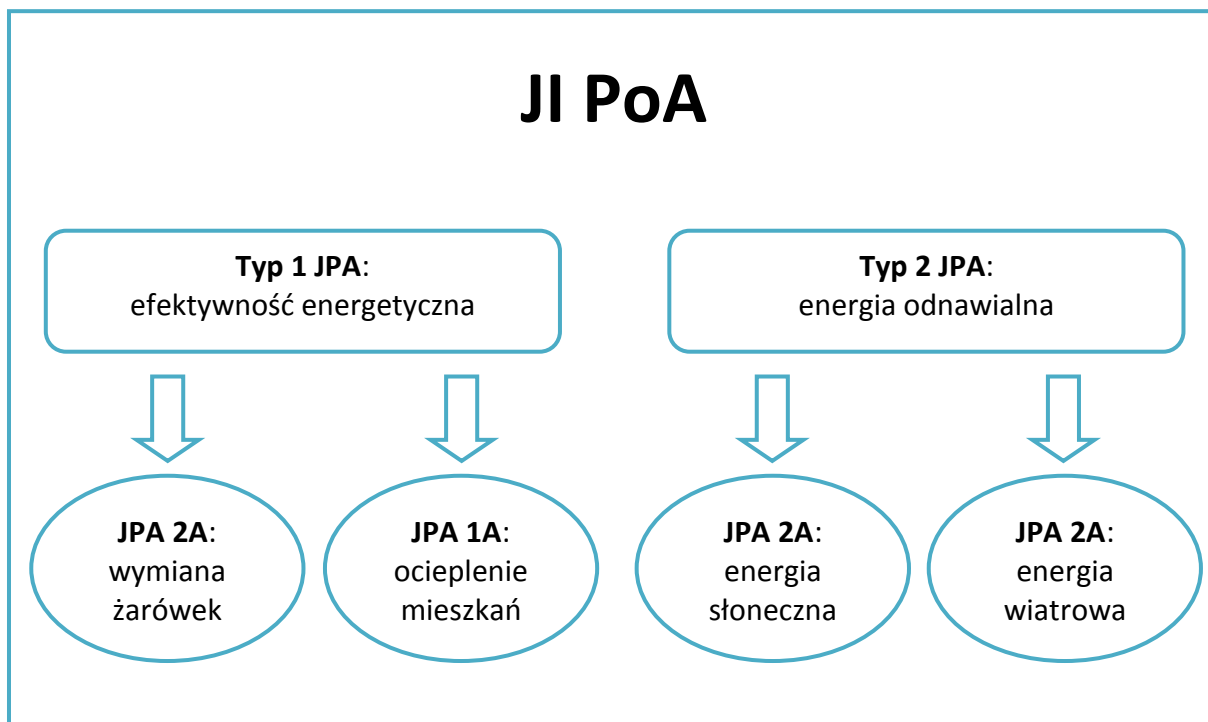 JI PoA
Typ 1 JPA:
efektywność energetyczna
Typ 2 JPA:
energia odnawialna
JPA 2A:
wymiana
żarówek
JPA 1A:
ocieplenie
mieszkań
JPA 2A:
energia
słoneczna
JPA 2A:
energia
wiatrowa